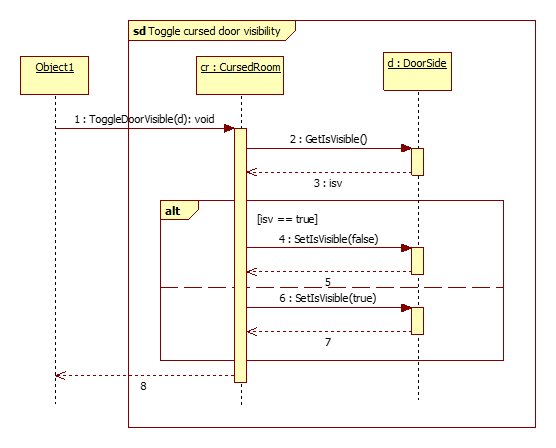 sd Toggle cursed door visibility
Object1
cr : CursedRoom
d : DoorSide
1 : ToggleDoorVisible(d): void
2 : GetIsVisible()
3 : isv
alt
[isv == true]
4 : SetIsVisible(false)
5
6 : SetIsVisible(true)
7
8